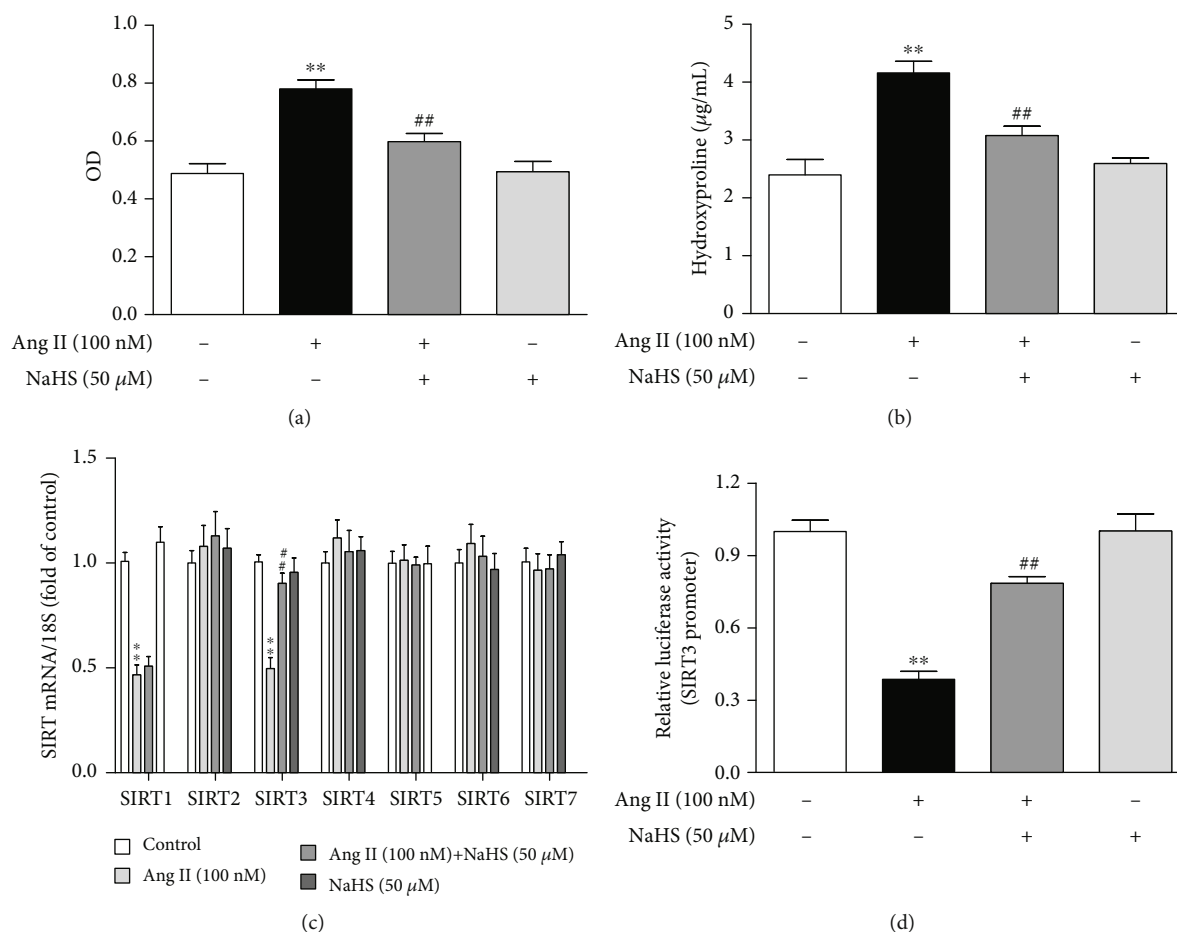 1.0
0.8
0.6
0.4
0.2
0.0
OD
**
##
Ang II (100 nM) – + + –
NaHS (50 μM) – – + +
(a)
5
4
3
2
1
0
Hydroxyproline (μg/mL)
**
##
Ang II (100 nM) – + + –
NaHS (50 μM) – – + +
(b)
1.5
1.0
0.5
0.0
SIRT mRNA/18S (fold of control)
**
**
##
SIRT1 SIRT2 SIRT3 SIRT4 SIRT5 SIRT6 SIRT7
Control
Ang II (100 nM)
Ang II (100 nM)+NaHS (50 μM)
NaHS (50 μM)
(c)
1.2
0.9
0.6
0.3
0.0
Relative luciferase activity
(SIRT3 promoter)
**
##
Ang II (100 nM) – + + –
NaHS (50 μM) – – + +
(d)